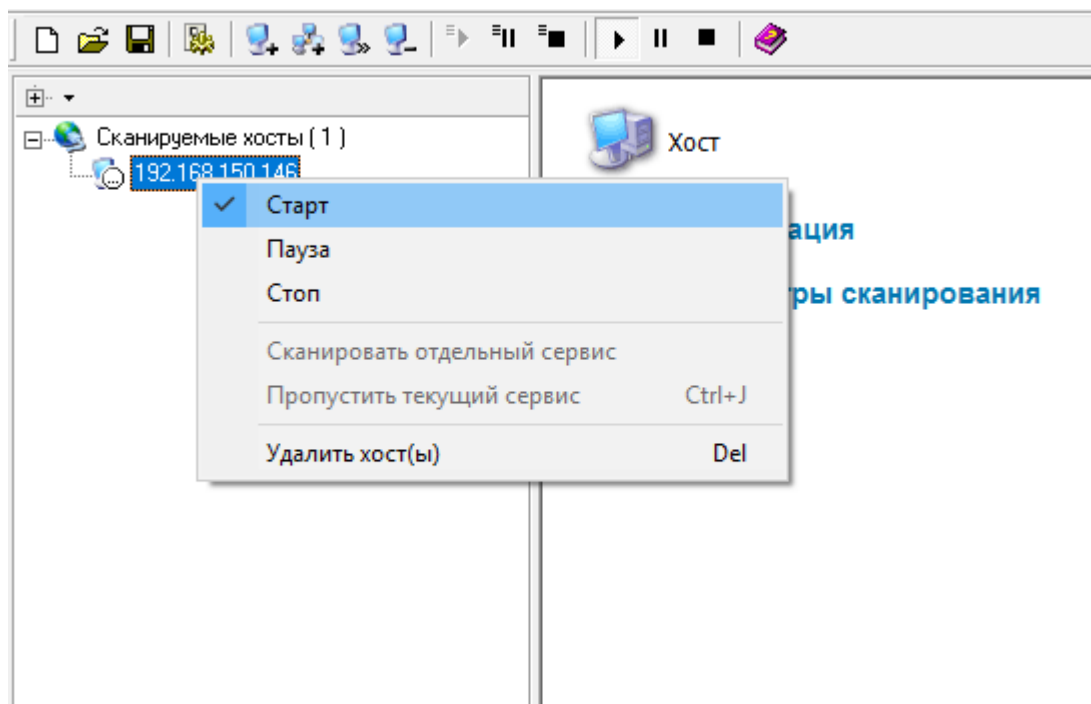 Сканируемые хосты ( 1 )
192.168.150.146
Хост
Старт
Пауза
Стоп
Сканировать отдельный сервис
Пропустить текущий сервис Ctrl+J
Удалить хост(ы) Del
ация
ры сканирования